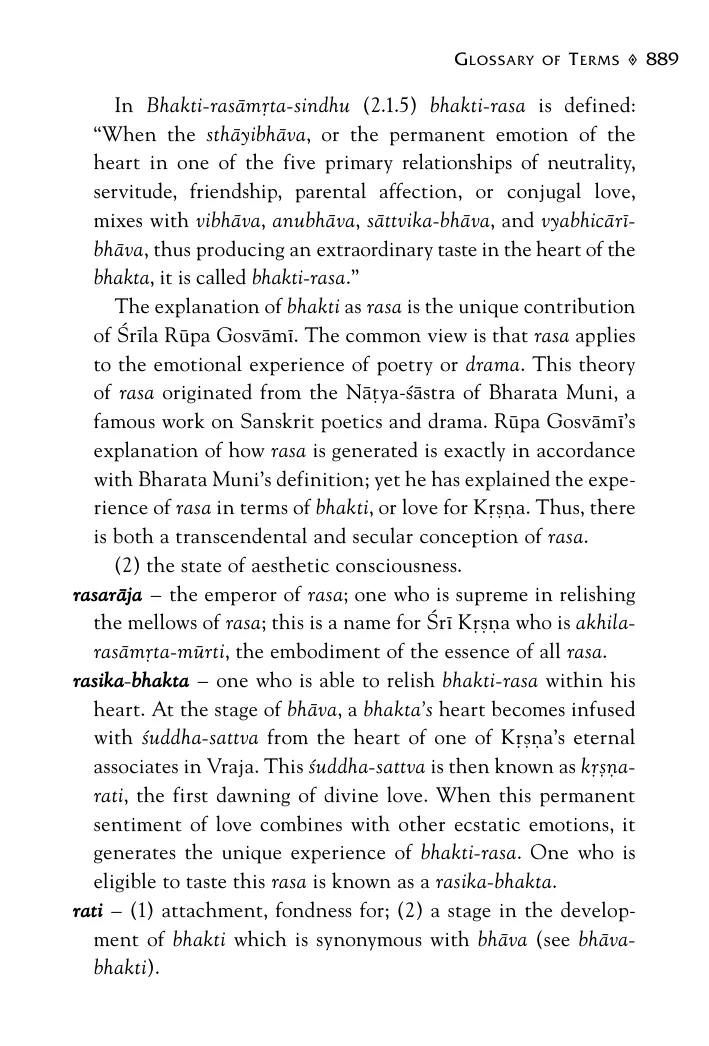 GLOSSARY OF TERMS ◊ 889
In Bhakti-rasāmṛta-sindhu (2.1.5) bhakti-rasa is defined:
“When the sthāyibhāva, or the permanent emotion of the
heart in one of the five primary relationships of neutrality,
servitude, friendship, parental affection, or conjugal love,
mixes with vibhāva, anubhāva, sāttvika-bhāva, and vyabhicārī-
bhāva, thus producing an extraordinary taste in the heart of the
bhakta, it is called bhakti-rasa.”
The explanation of bhakti as rasa is the unique contribution
of Śrīla Rūpa Gosvāmī. The common view is that rasa applies
to the emotional experience of poetry or drama. This theory
of rasa originated from the Nāṭya-śāstra of Bharata Muni, a
famous work on Sanskrit poetics and drama. Rūpa Gosvāmī’s
explanation of how rasa is generated is exactly in accordance
with Bharata Muni’s definition; yet he has explained the expe-
rience of rasa in terms of bhakti, or love for Kṛṣṇa. Thus, there
is both a transcendental and secular conception of rasa.
(2) the state of aesthetic consciousness.
rasarāja – the emperor of rasa; one who is supreme in relishing
the mellows of rasa; this is a name for Śrī Kṛṣṇa who is akhila-
rasāmṛta-mūrti, the embodiment of the essence of all rasa.
rasika-bhakta – one who is able to relish bhakti-rasa within his
heart. At the stage of bhāva, a bhakta’s heart becomes infused
with śuddha-sattva from the heart of one of Kṛṣṇa’s eternal
associates in Vraja. This śuddha-sattva is then known as kṛṣṇa-
rati, the first dawning of divine love. When this permanent
sentiment of love combines with other ecstatic emotions, it
generates the unique experience of bhakti-rasa. One who is
eligible to taste this rasa is known as a rasika-bhakta.
rati – (1) attachment, fondness for; (2) a stage in the develop-
ment of bhakti which is synonymous with bhāva (see bhāva-
bhakti).